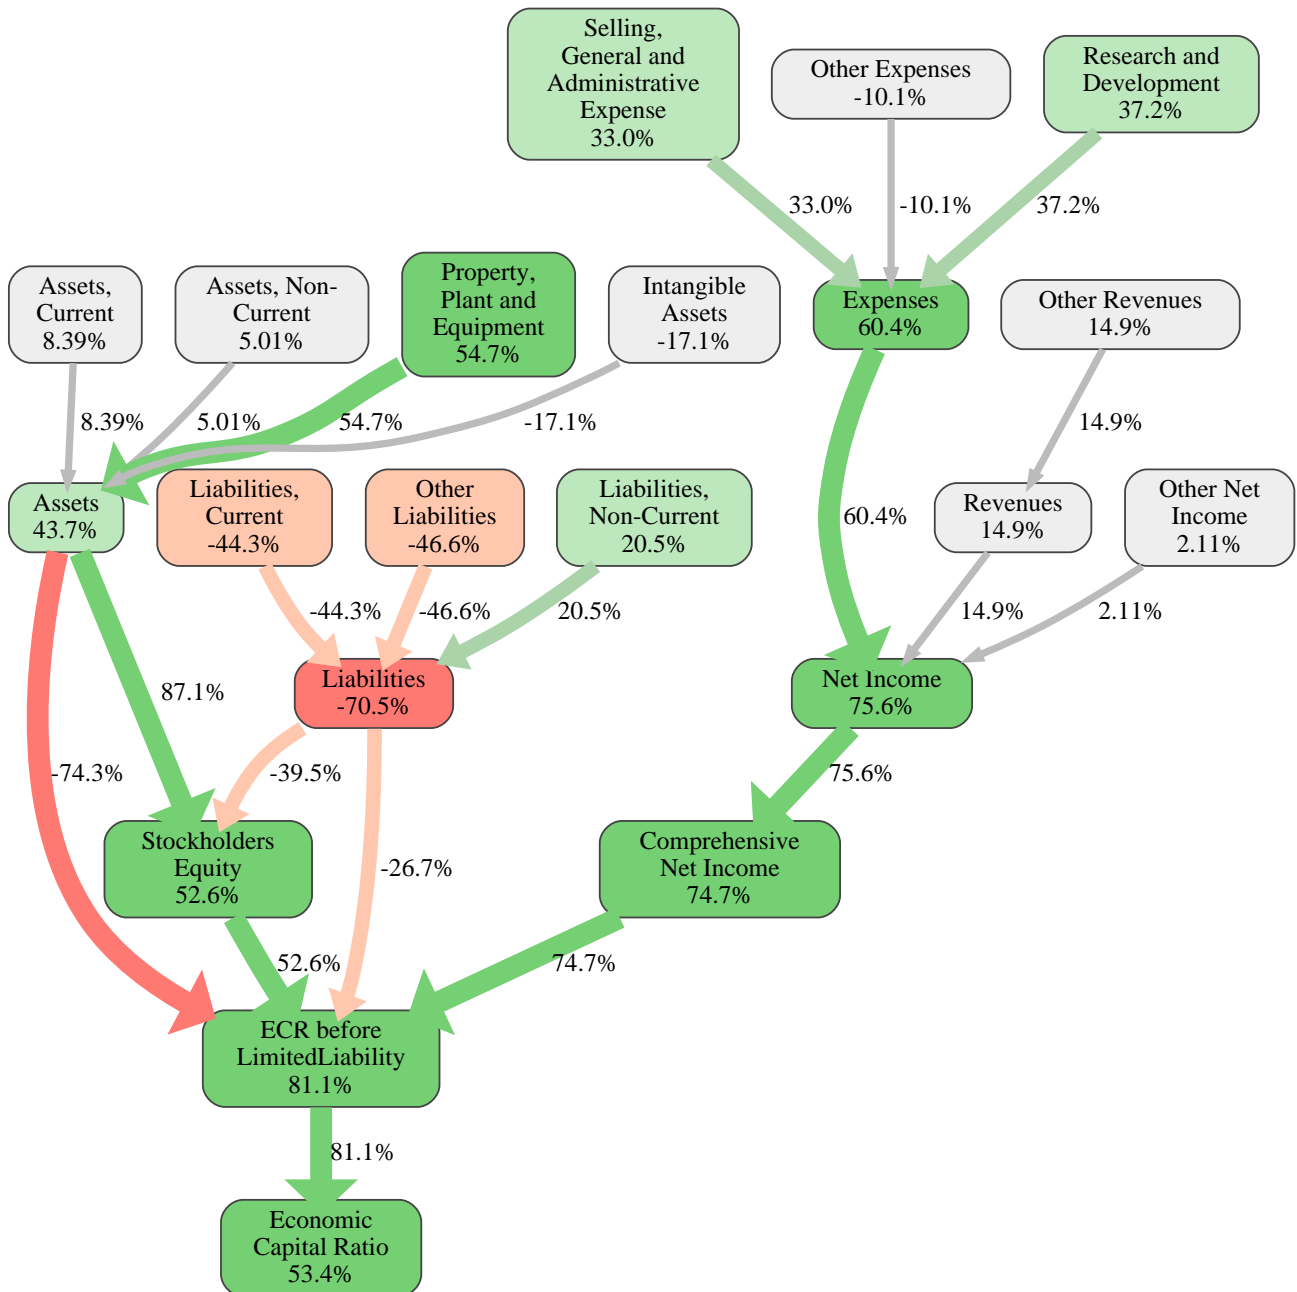 Selling,
General and
Administrative
Expense
33.0%
Other Expenses
-10.1%
Research and
Development
37.2%
33.0%
-10.1%
37.2%
Assets,
Current
8.39%
Assets, Non-
Current
5.01%
Property,
Plant and
Equipment
54.7%
Intangible
Assets
-17.1%
Expenses
60.4%
Other Revenues
14.9%
8.39%
5.01%
54.7%
-17.1%
14.9%
Assets
43.7%
Liabilities,
Current
-44.3%
Other
Liabilities
-46.6%
Liabilities,
Non-Current
20.5%
60.4%
Revenues
14.9%
Other Net
Income
2.11%
-44.3%
-46.6%
20.5%
14.9%
2.11%
87.1%
Liabilities
-70.5%
Net Income
75.6%
-74.3%
-39.5%
75.6%
Stockholders
Equity
52.6%
-26.7%
Comprehensive
Net Income
74.7%
52.6%
74.7%
ECR before
LimitedLiability
81.1%
81.1%
Economic
Capital Ratio
53.4%